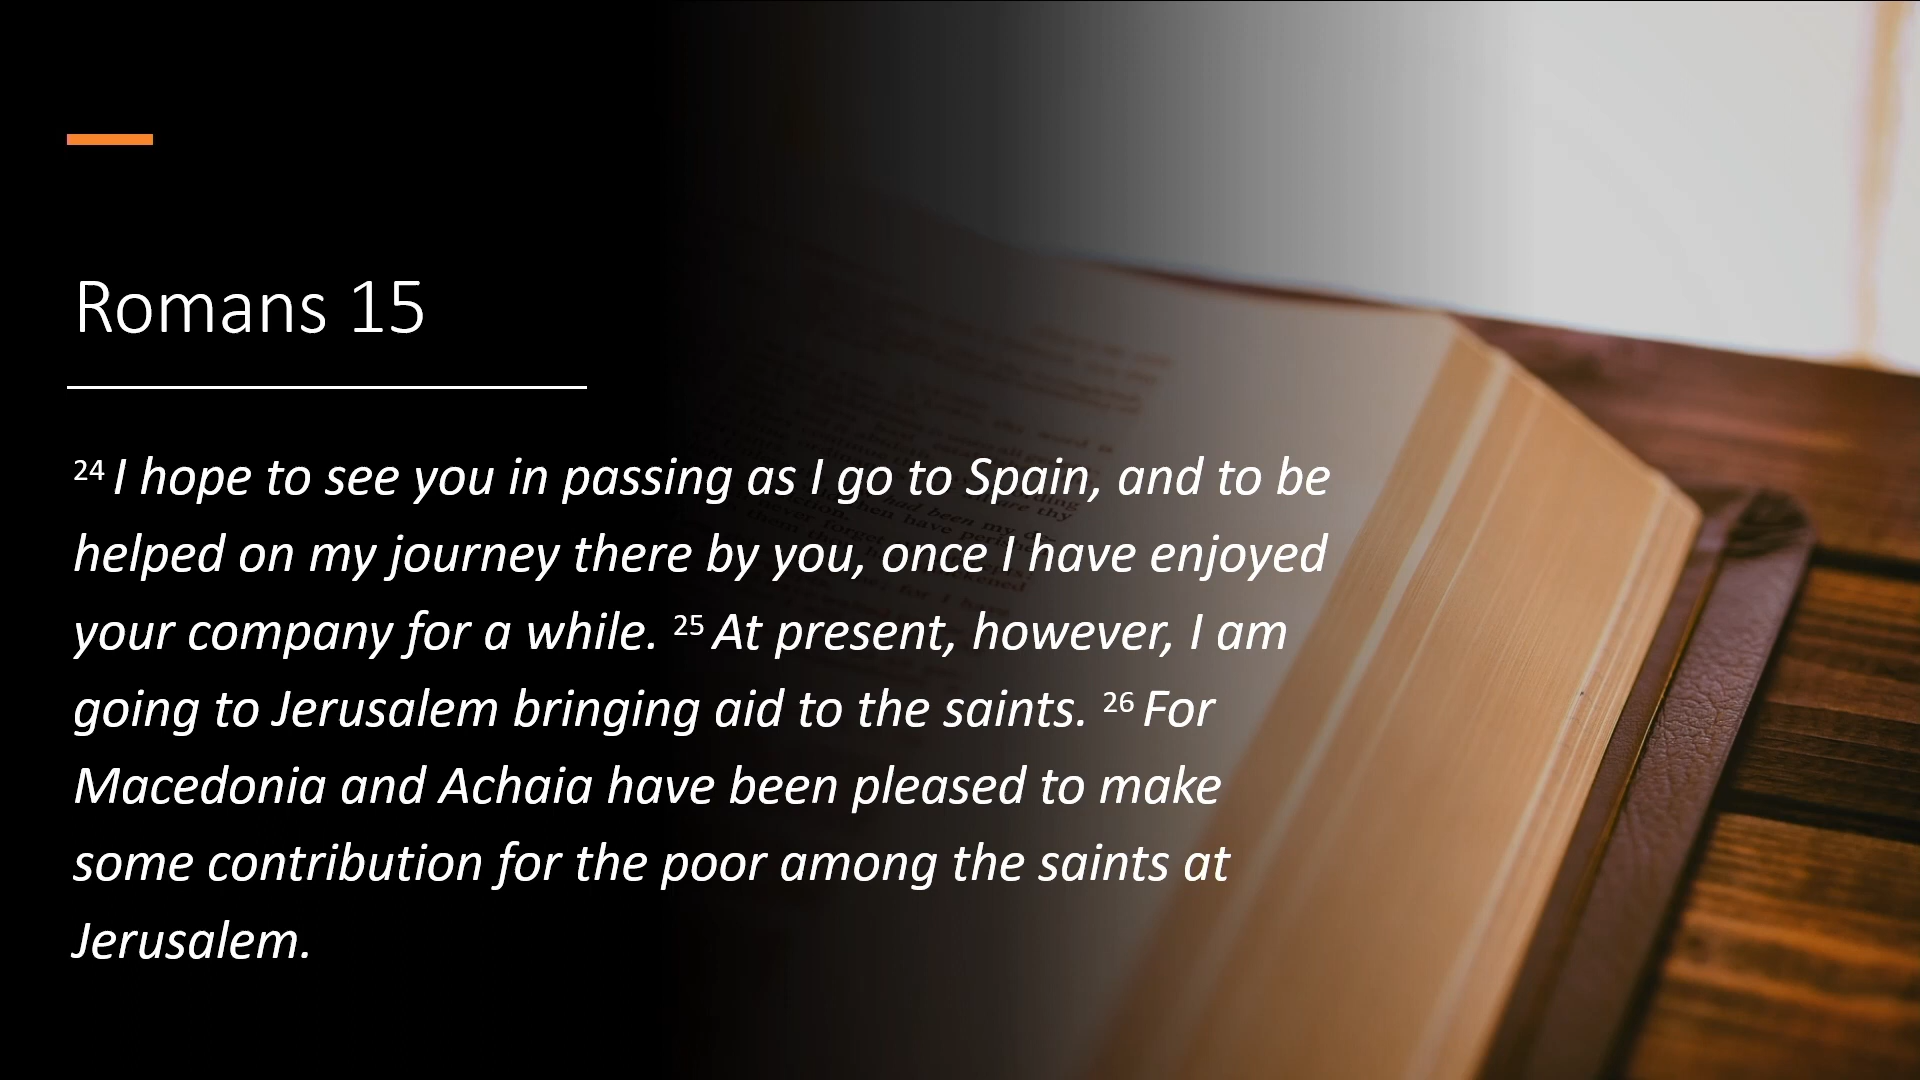 Romans 15
24 I hope to see you in passing as I go to Spain, and to be
helped on my journey there by you, once I have enjoyed
your company for a while. 25 At present, however, I am
going to Jerusalem bringing aid to the saints. 26 For
Macedonia and Achaia have been pleased to make
some contribution for the poor among the saints at
Jerusalem.